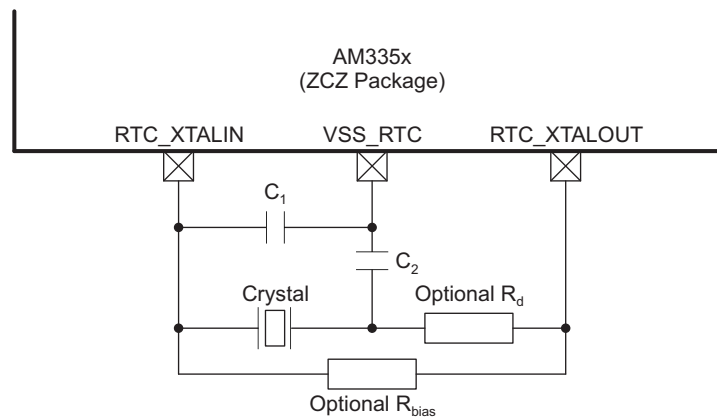 AM335x
(ZCZ Package)
RTC_XTALIN VSS_RTC RTC_XTALOUT
C1
C2
Crystal Optional Rd
Optional Rbias